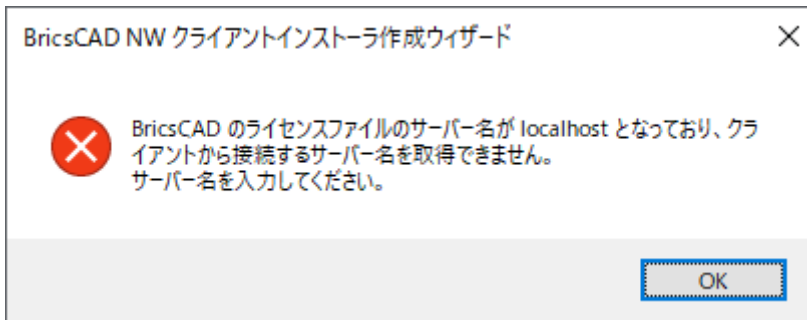 BricsCAD NW クライアントインストーラ作成ウィザード
BricsCAD のライセンスファイルのサーバー名が localhost となっており、クラ
イアントから接続するサーバー名を取得できません。
サーバー名を入力してください。
OK